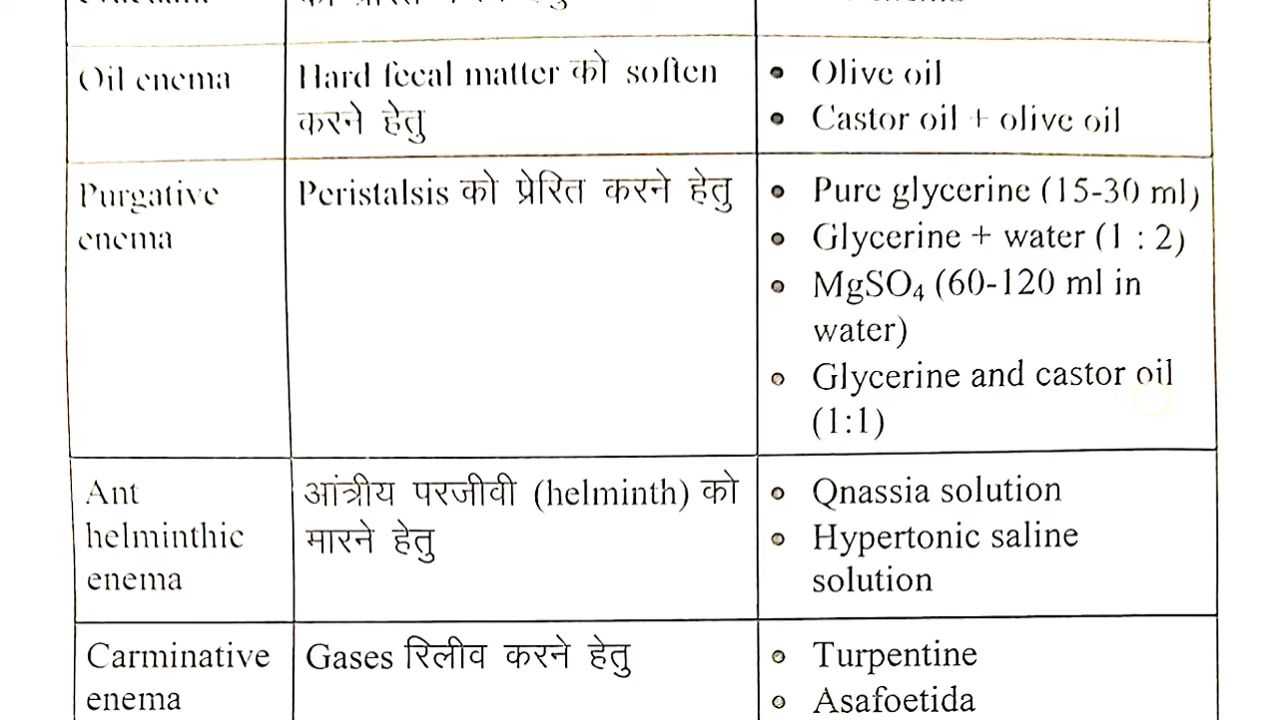 Oil enema
Hard fecal matter को soften
करने हेतु
• Olive oil
• Castor oil + olive oil
Purgative
enema
Peristalsis को प्रेरित करने हेतु
• Pure glycerine (15-30 ml)
• Glycerine + water (1 : 2)
• MgSO₄ (60-120 ml in
water)
• Glycerine and castor oil
(1:1)
Ant
helminthic
enema
आंत्रीय परजीवी (helminth) को
मारने हेतु
• Qnassia solution
• Hypertonic saline
solution
Carminative
enema
Gases रिलीव करने हेतु
• Turpentine
• Asafoetida